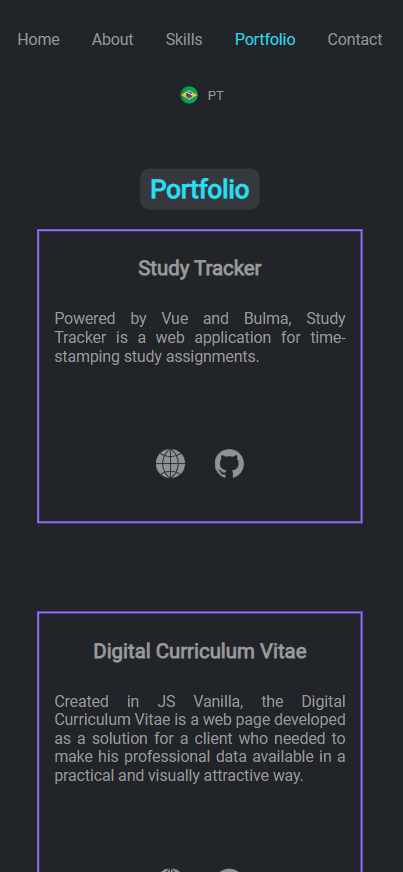 Home About Skills Portfolio Contact
PT
Portfolio
Study Tracker
Powered by Vue and Bulma, Study
Tracker is a web application for time-
stamping study assignments.
Digital Curriculum Vitae
Created in JS Vanilla, the Digital
Curriculum Vitae is a web page developed
as a solution for a client who needed to
make his professional data available in a
practical and visually attractive way.